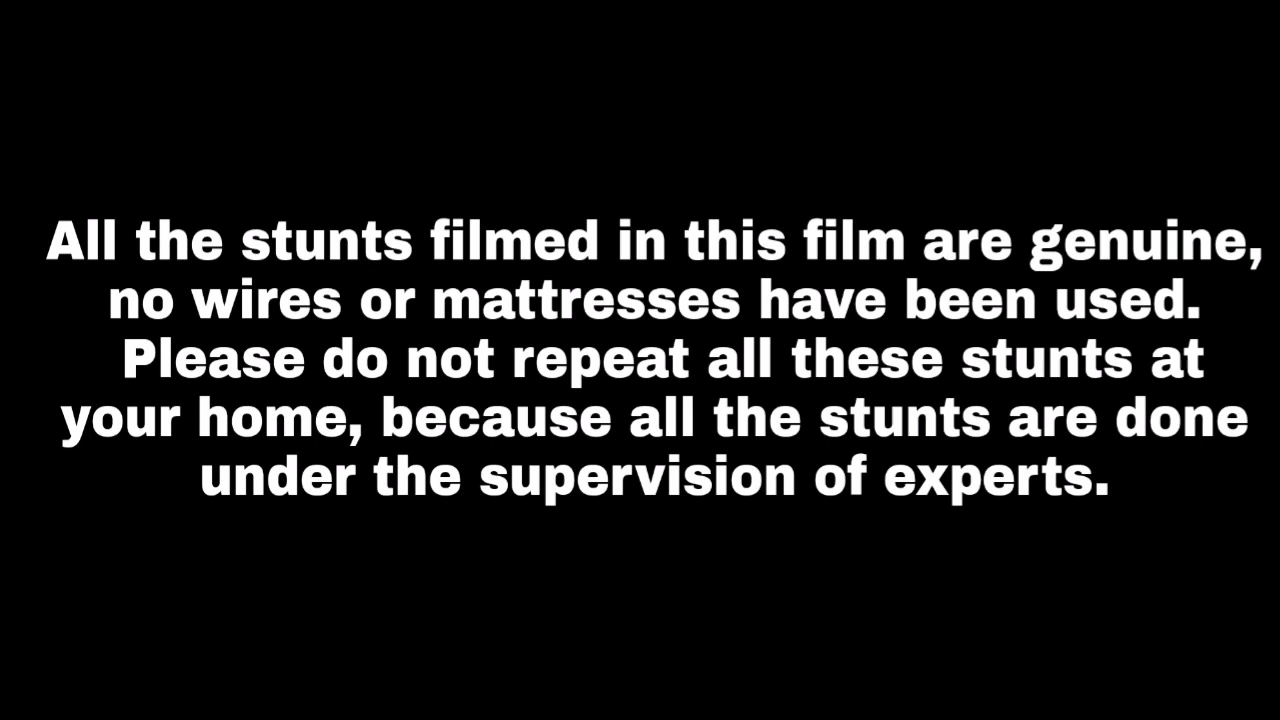 All the stunts filmed in this film are genuine,
no wires or mattresses have been used.
Please do not repeat all these stunts at
your home, because all the stunts are done
under the supervision of experts.